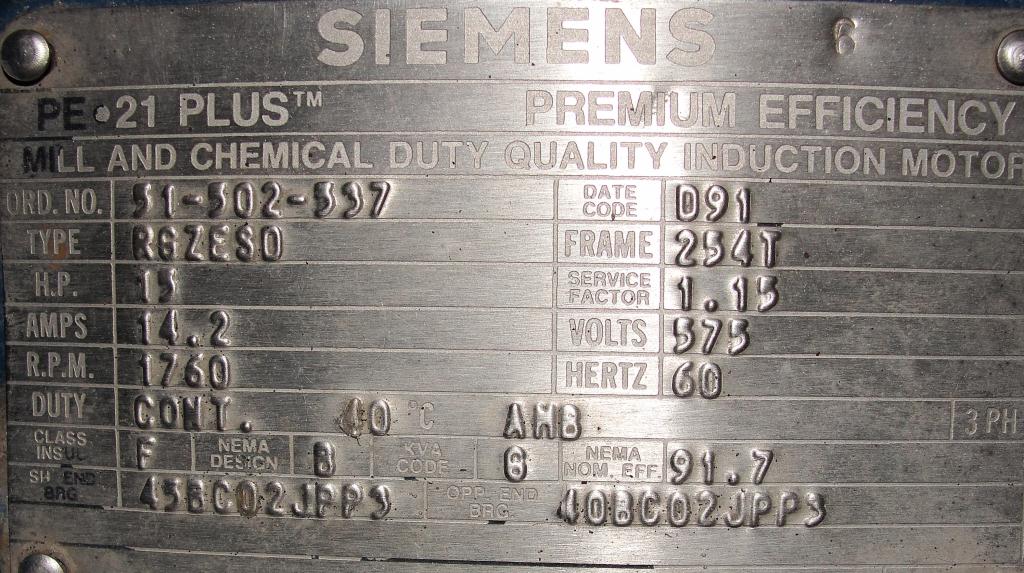 SIEMENS 6
PE•21 PLUS™ PREMIUM EFFICIENCY
MILL AND CHEMICAL DUTY QUALITY INDUCTION MOTOR
ORD. NO. 51-502-537 DATE CODE D91
TYPE RGZESD FRAME 254T
H.P. 15 SERVICE FACTOR 1.15
AMPS 14.2 VOLTS 575
R.P.M. 1760 HERTZ 60
DUTY CONT. 40 °C AMB 3 PH
CLASS INSUL F NEMA DESIGN B KVA CODE G NEMA NOM. EFF 91.7
SH. END BRG. 45BC02JPP3 OPP. END BRG. 40BC02JPP3